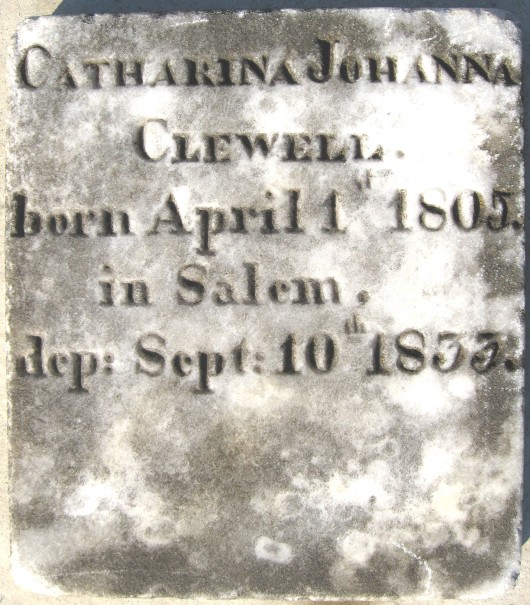 CATHARINA JOHANNA
CLEWELL.
born April 1st 1805.
in Salem.
dep: Sept: 10th 1833.